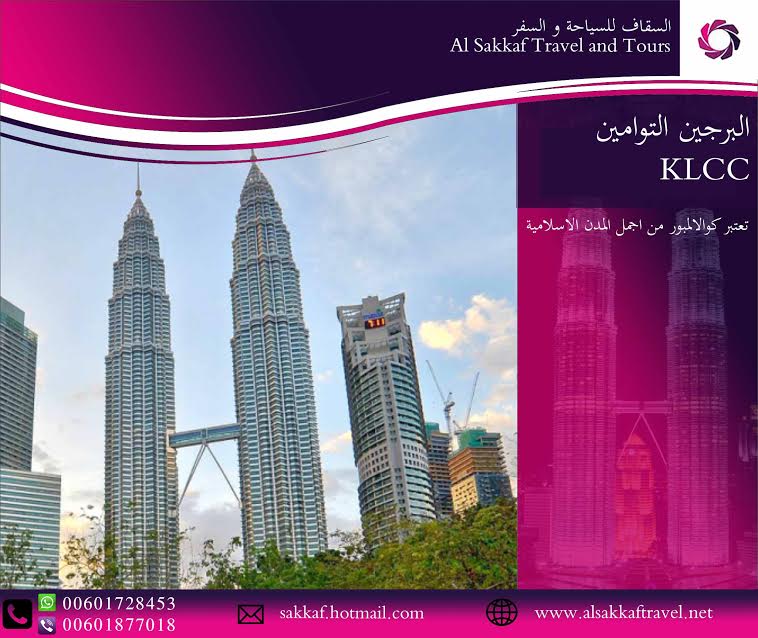 السقاف للسياحة و السفر
Al Sakkaf Travel and Tours
البرجين التوامين
KLCC
تعتبر كوالالمبور من اجمل المدن الاسلامية
00601728453
00601877018
sakkaf.hotmail.com
www.alsakkaftravel.net